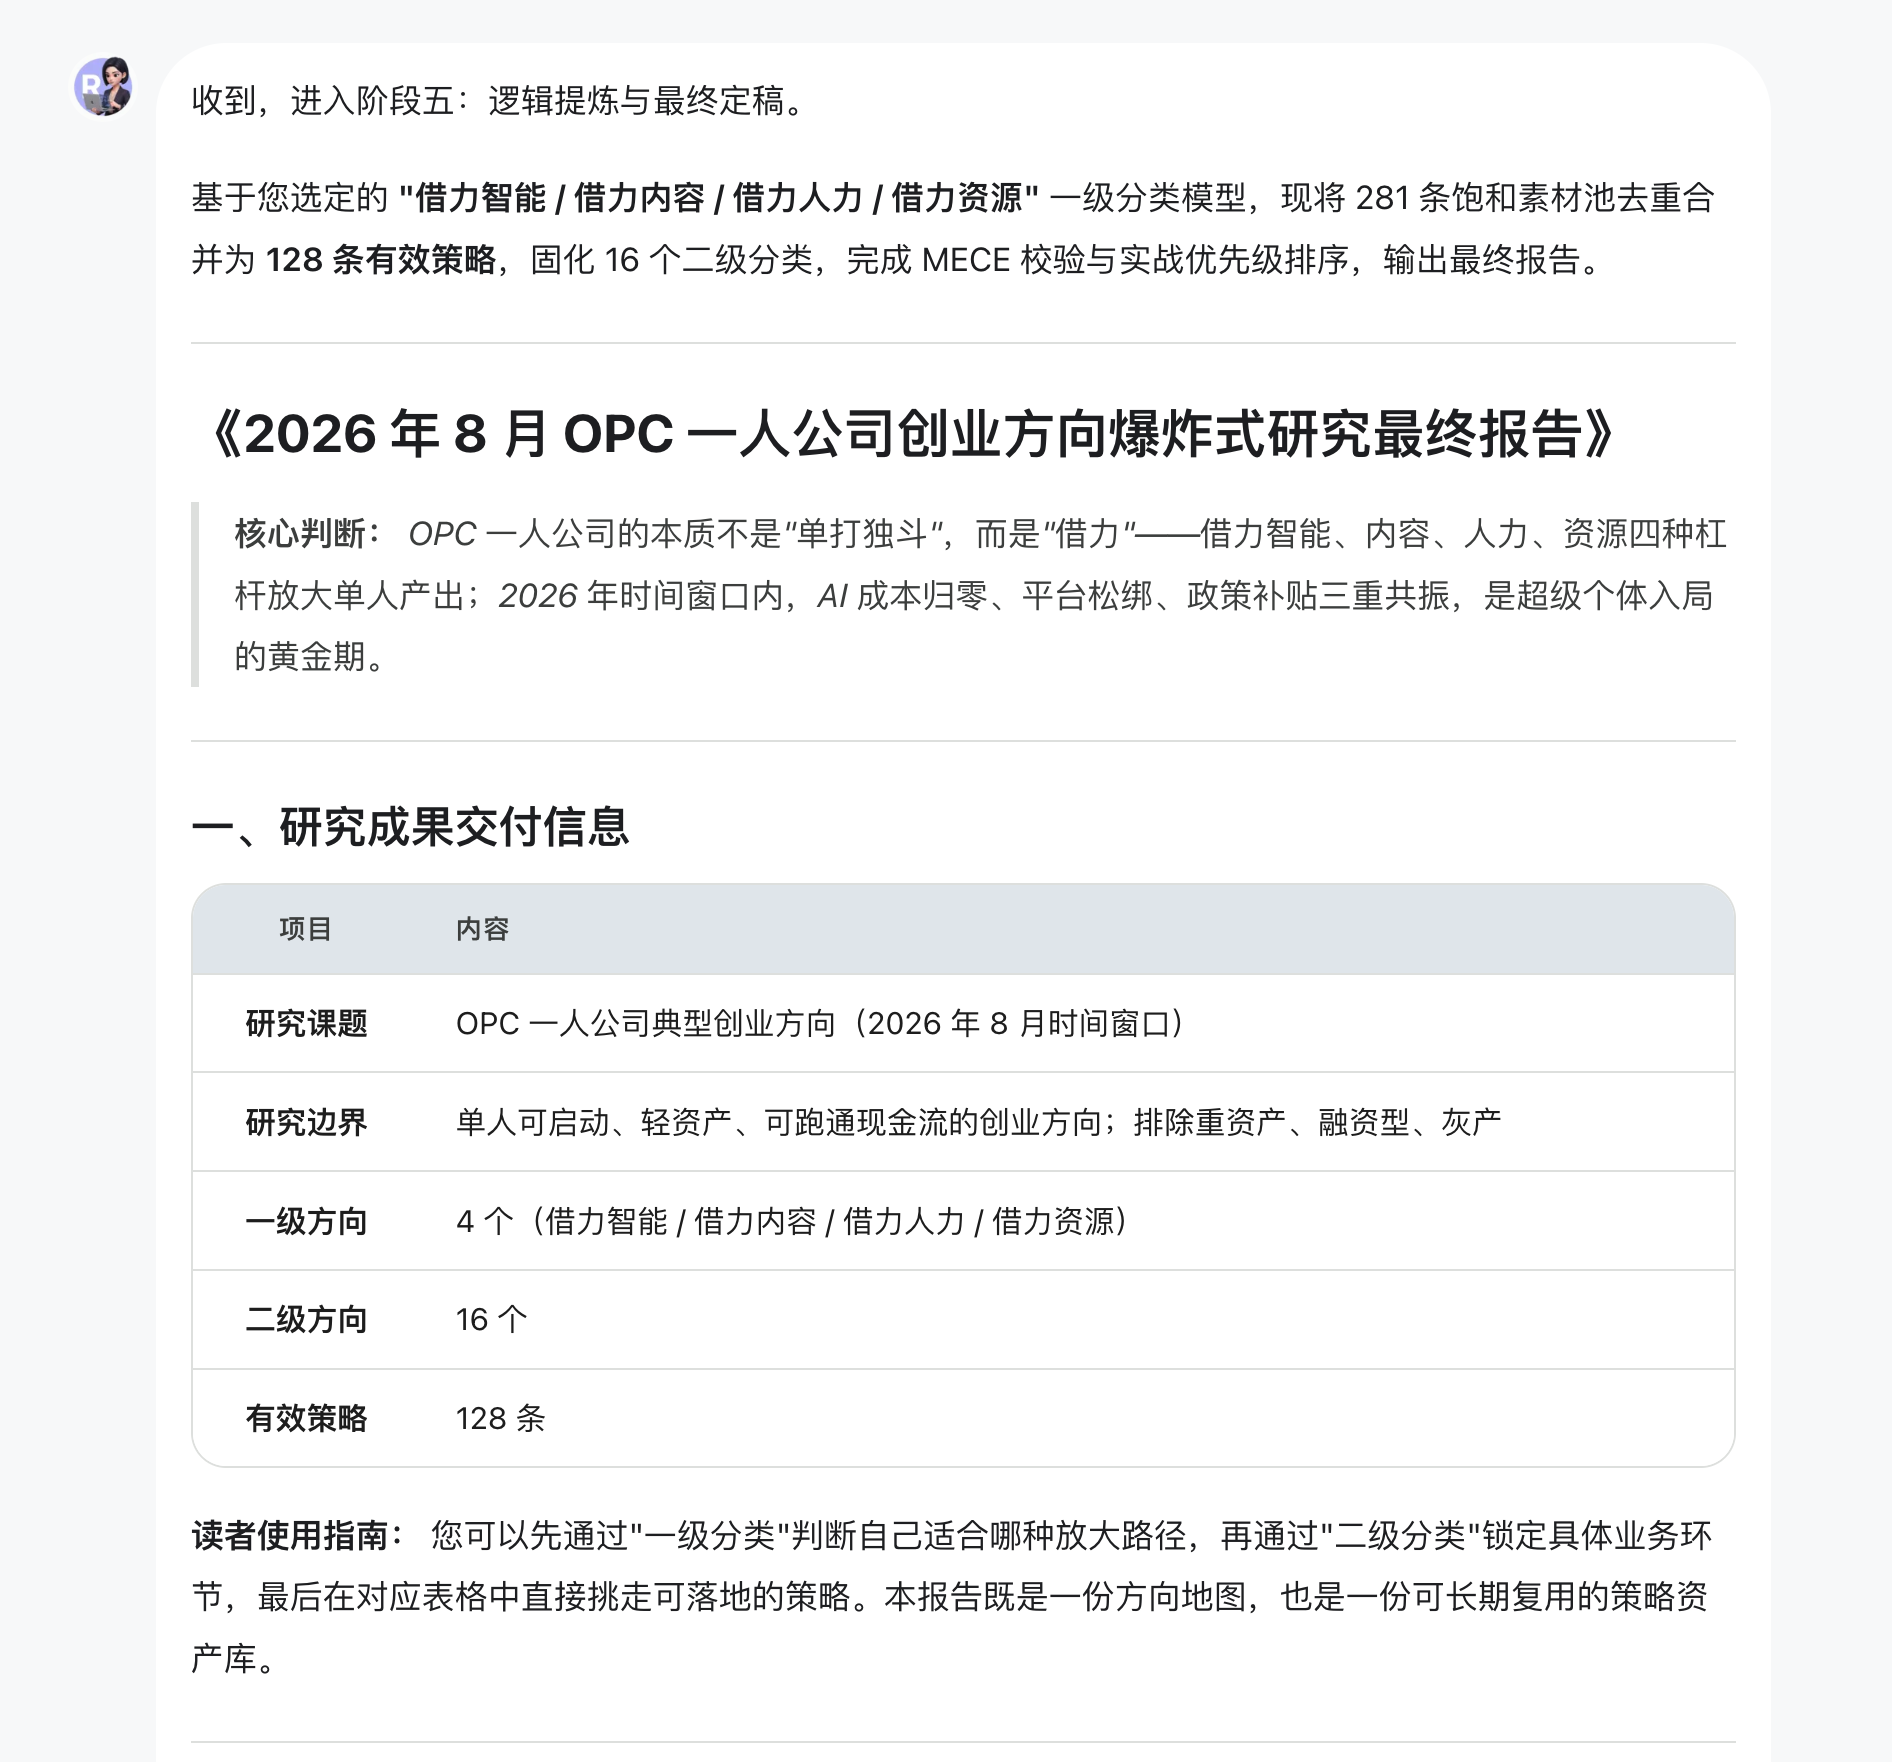 R
收到，进入阶段五：逻辑提炼与最终定稿。
基于您选定的 "借力智能 / 借力内容 / 借力人力 / 借力资源" 一级分类模型，现将 281 条饱和素材池去重合
并为 128 条有效策略，固化 16 个二级分类，完成 MECE 校验与实战优先级排序，输出最终报告。
《2026 年 8 月 OPC 一人公司创业方向爆炸式研究最终报告》
核心判断： OPC 一人公司的本质不是"单打独斗"，而是"借力"——借力智能、内容、人力、资源四种杠
杆放大单人产出；2026 年时间窗口内，AI 成本归零、平台松绑、政策补贴三重共振，是超级个体入局
的黄金期。
一、研究成果交付信息
项目 内容
研究课题 OPC 一人公司典型创业方向（2026 年 8 月时间窗口）
研究边界 单人可启动、轻资产、可跑通现金流的创业方向；排除重资产、融资型、灰产
一级方向 4 个（借力智能 / 借力内容 / 借力人力 / 借力资源）
二级方向 16 个
有效策略 128 条
读者使用指南： 您可以先通过"一级分类"判断自己适合哪种放大路径，再通过"二级分类"锁定具体业务环
节，最后在对应表格中直接挑走可落地的策略。本报告既是一份方向地图，也是一份可长期复用的策略资
产库。